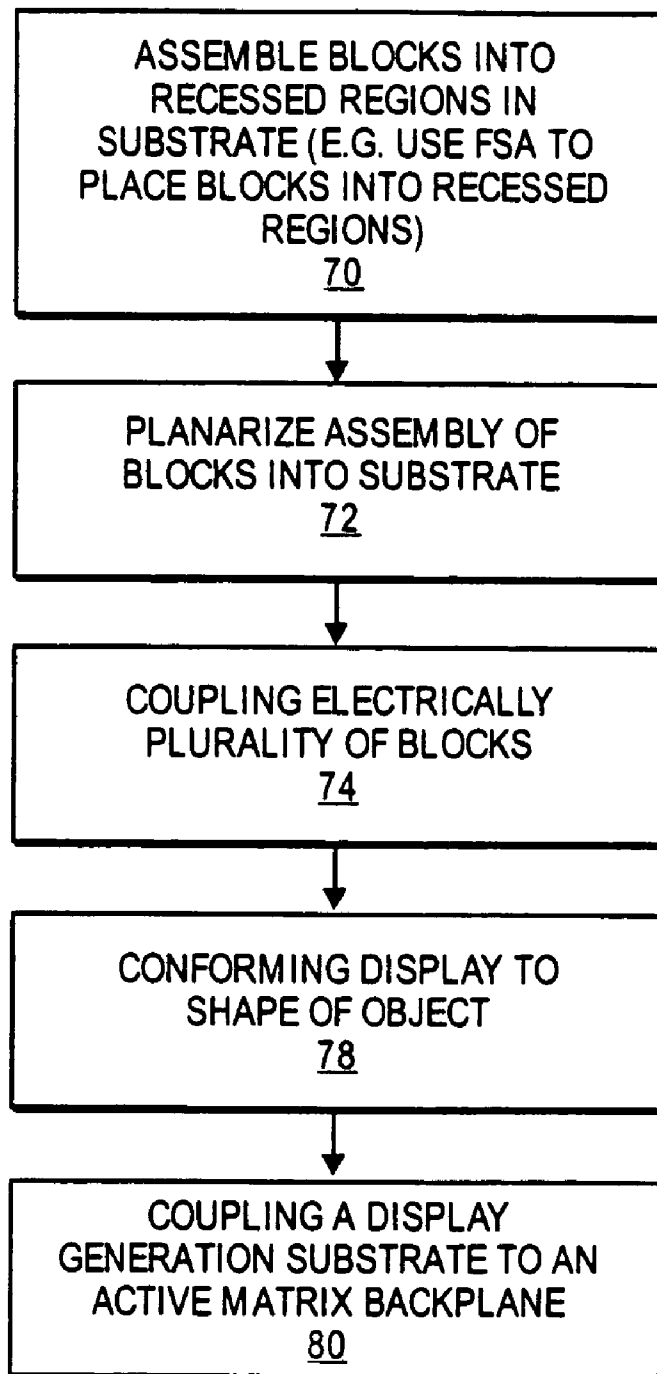 ASSEMBLE BLOCKS INTO
RECESSED REGIONS IN
SUBSTRATE (E.G. USE FSA TO
PLACE BLOCKS INTO RECESSED
REGIONS)
70
PLANARIZE ASSEMBLY OF
BLOCKS INTO SUBSTRATE
72
COUPLING ELECTRICALLY
PLURALITY OF BLOCKS
74
CONFORMING DISPLAY TO
SHAPE OF OBJECT
78
COUPLING A DISPLAY
GENERATION SUBSTRATE TO AN
ACTIVE MATRIX BACKPLANE
80